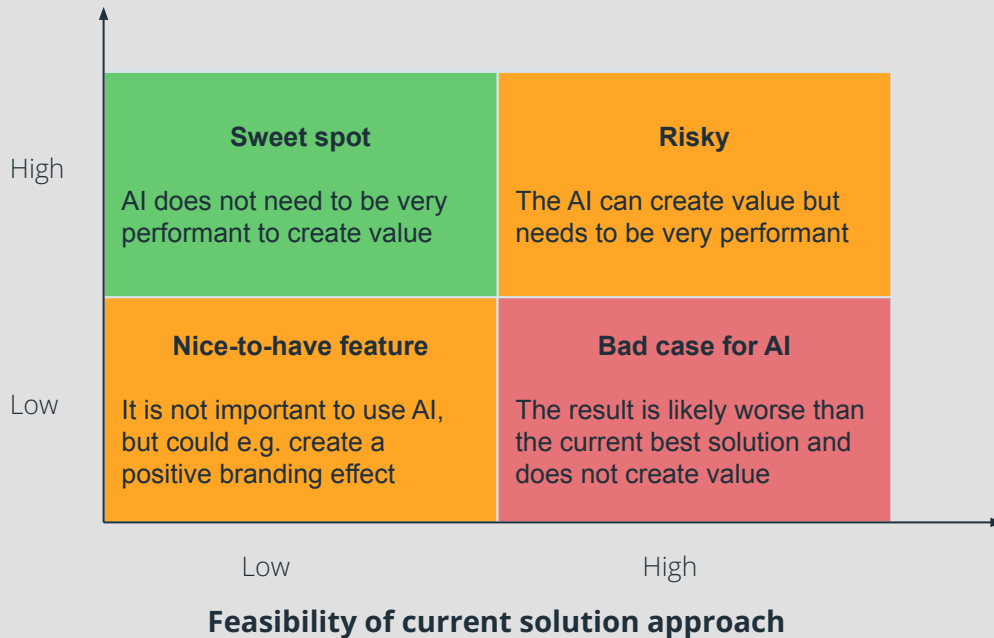 High
Sweet spot
AI does not need to be very
performant to create value
Risky
The AI can create value but
needs to be very performant
Low
Nice-to-have feature
It is not important to use AI,
but could e.g. create a
positive branding effect
Bad case for AI
The result is likely worse than
the current best solution and
does not create value
Low
High
Feasibility of current solution approach